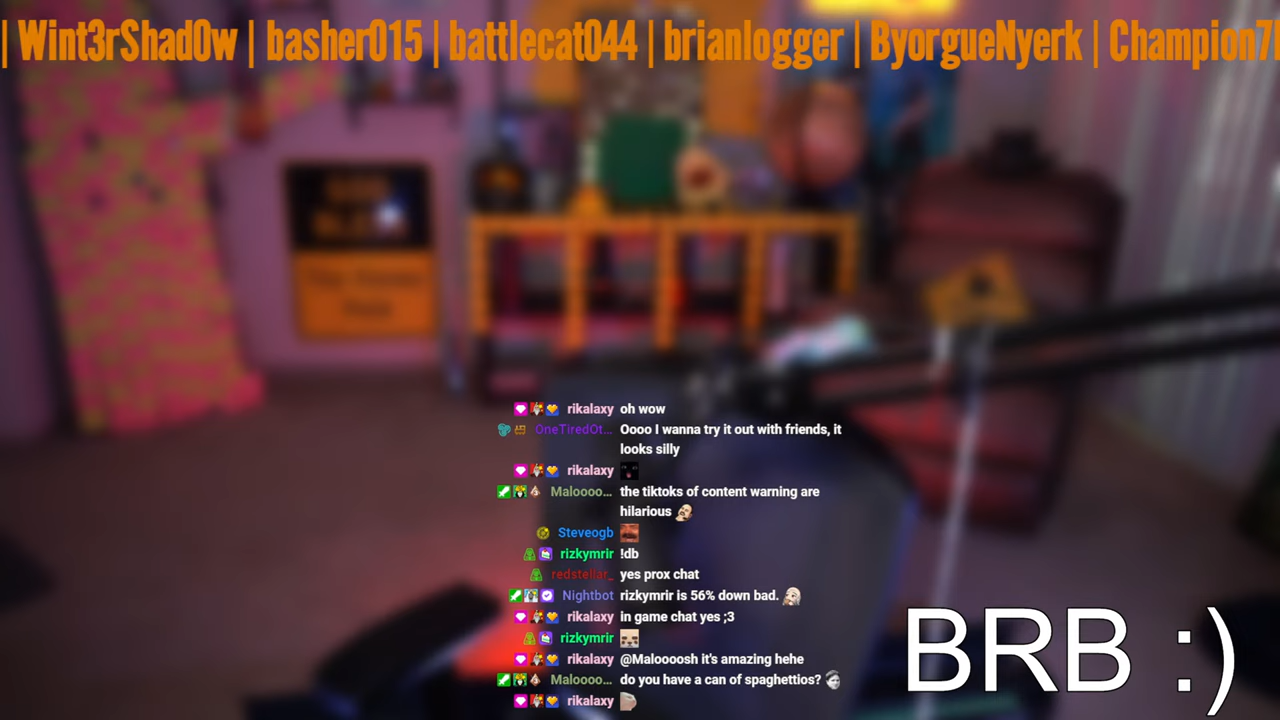 | Wint3rShad0w | basher015 | battlecat044 | brianlogger | ByorgueNyerk | Champion7
rikalaxy oh wow
OneTiredOt... Oooo I wanna try it out with friends, it
looks silly
rikalaxy
Maloooo... the tiktoks of content warning are
hilarious
Steveogb
rizkymrir !db
redstellar_ yes prox chat
Nightbot rizkymrir is 56% down bad.
rikalaxy in game chat yes ;3
rizkymrir
rikalaxy @Maloooosh it's amazing hehe
Maloooo... do you have a can of spaghettios?
rikalaxy
BRB :)